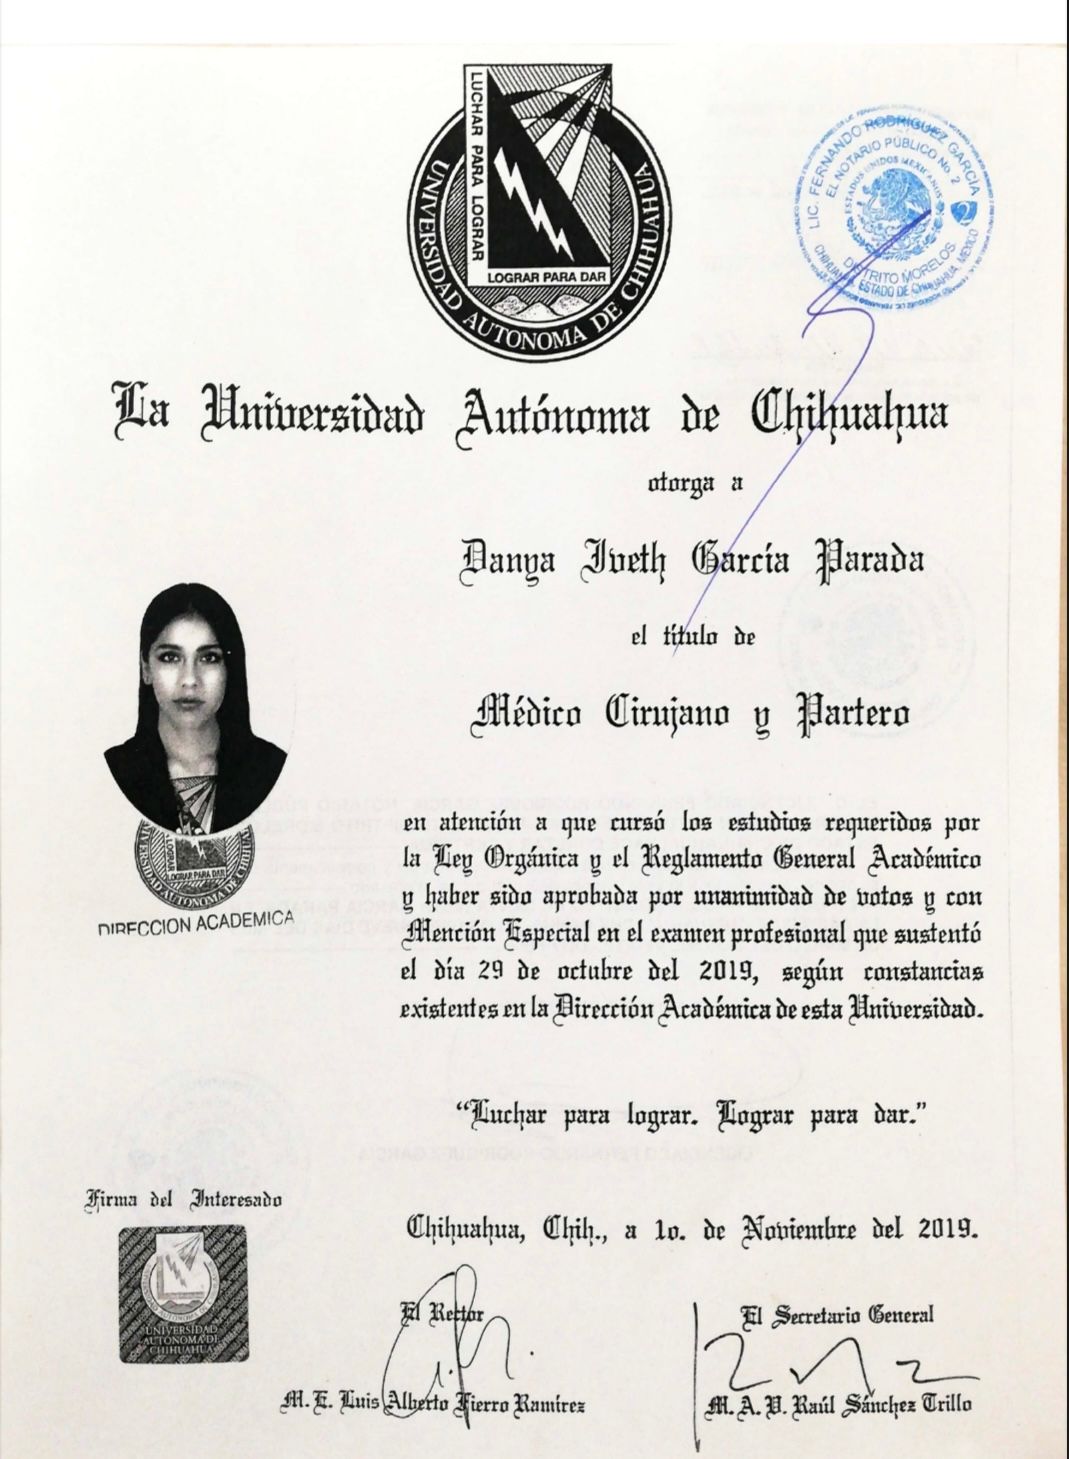 LUCHAR PARA LOGRAR
LOGRAR PARA DAR
UNIVERSIDAD AUTONOMA DE CHIHUAHUA
LIC. FERNANDO RODRIGUEZ GARCIA
EL NOTARIO PÚBLICO No. 2
ESTADOS UNIDOS MEXICANOS
DISTRITO MORELOS
CHIHUAHUA, ESTADO DE CHIHUAHUA, MEXICO
La Universidad Autónoma de Chihuahua
otorga a
Danya Iveth García Parada
el título de
Médico Cirujano y Partero
en atención a que cursó los estudios requeridos por
la Ley Orgánica y el Reglamento General Académico
y haber sido aprobada por unanimidad de votos y con
Mención Especial en el examen profesional que sustentó
el día 29 de octubre del 2019, según constancias
existentes en la Dirección Académica de esta Universidad.
LOGRAR PARA DAR
DIRECCION ACADEMICA
"Luchar para lograr. Lograr para dar."
Firma del Interesado
UNIVERSIDAD
AUTÓNOMA DE
CHIHUAHUA
Chihuahua, Chih., a 1o. de Noviembre del 2019.
El Rector
El Secretario General
M. E. Luis Alberto Fierro Ramírez
M. A. V. Raúl Sánchez Trillo